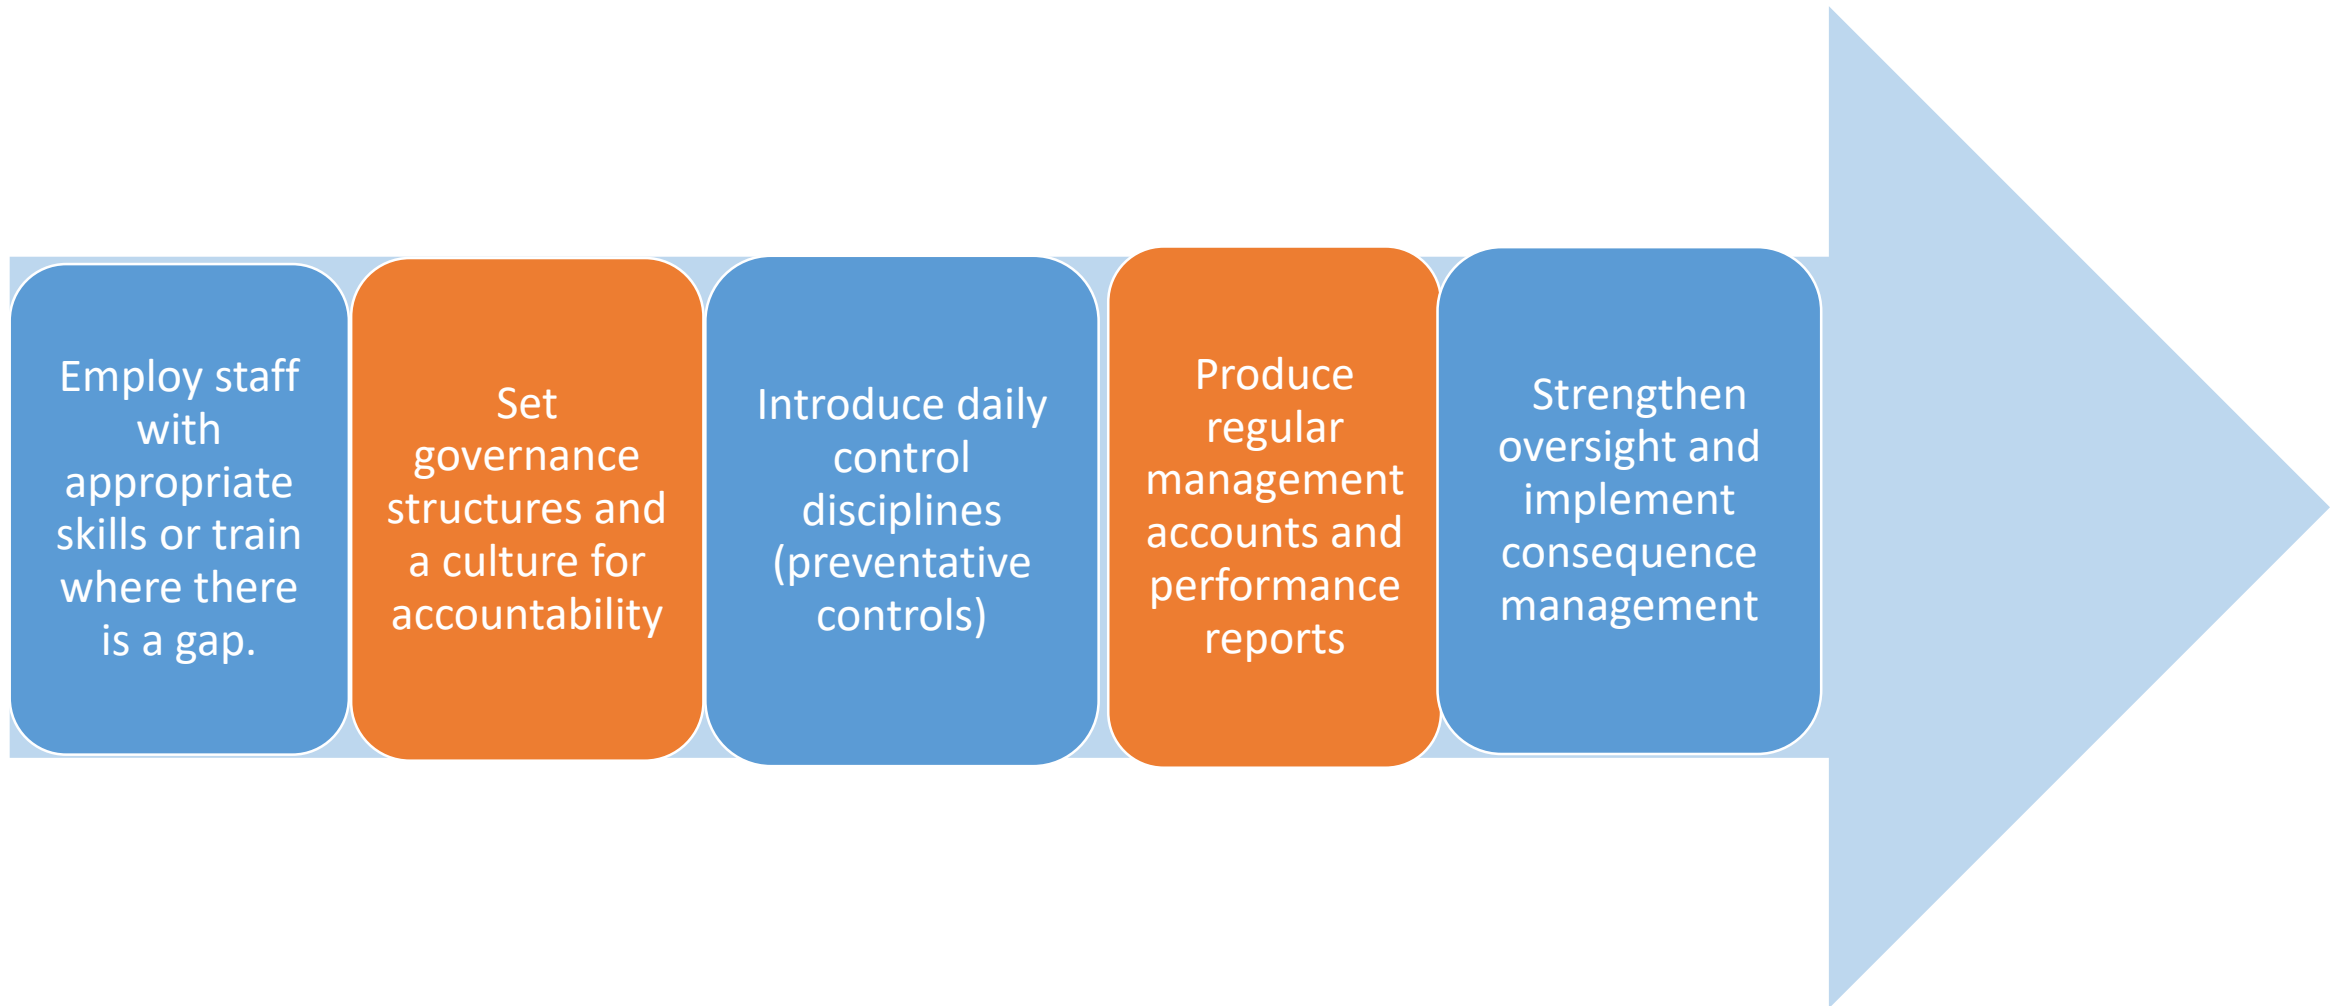 Employ staff
with
appropriate
skills or train
where there
is a gap.
Set
governance
structures and
a culture for
accountability
Introduce daily
control
disciplines
(preventative
controls)
Produce
regular
management
accounts and
performance
reports
Strengthen
oversight and
implement
consequence
management